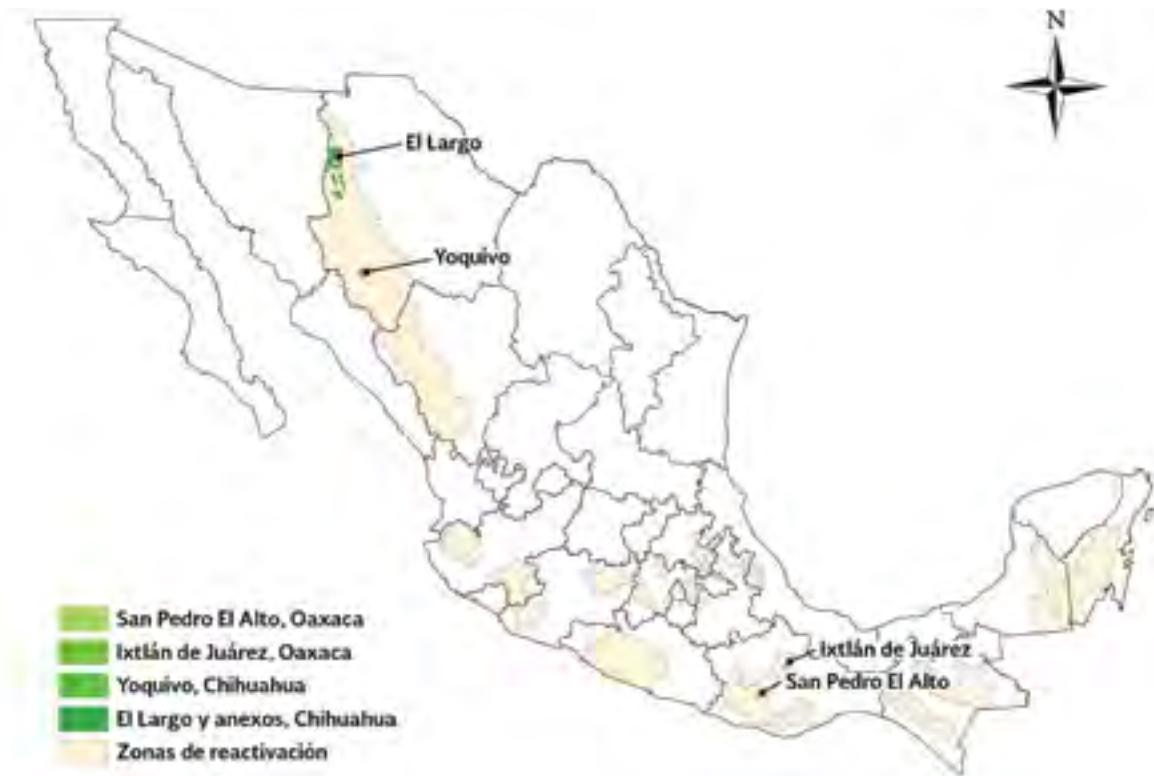 N
El Largo
Yoquivo
Ixtlán de Juárez
San Pedro El Alto
San Pedro El Alto, Oaxaca
Ixtlán de Juárez, Oaxaca
Yoquivo, Chihuahua
El Largo y anexos, Chihuahua
Zonas de reactivación